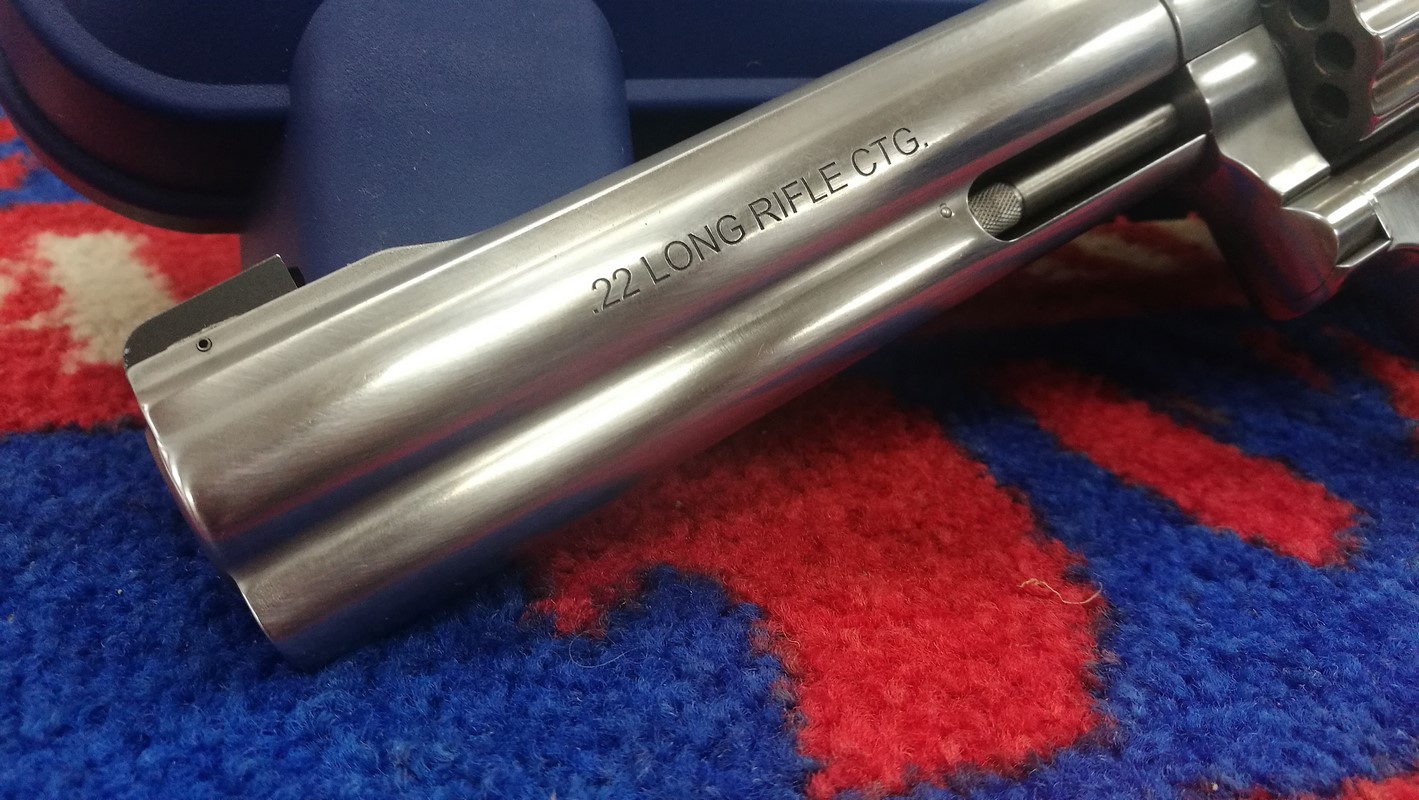 .22 LONG RIFLE CTG.